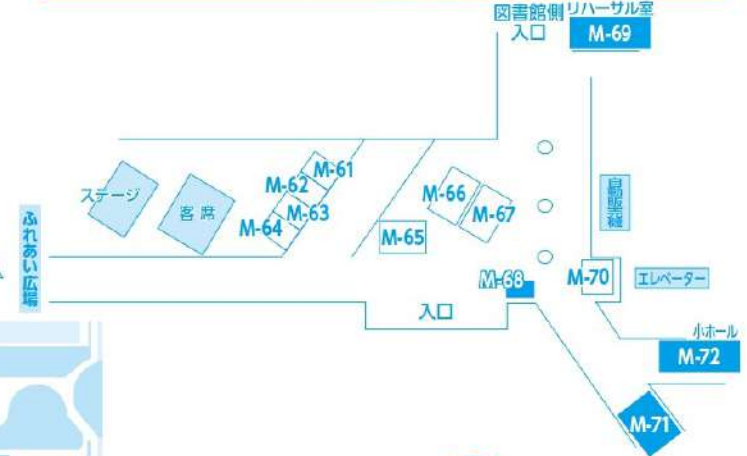 図書館側
入口
リハーサル室
M-69
M-61
M-62
ステージ
客席
M-63
M-64
M-66
M-67
M-65
自動販売機
ふれあい広場
M-68
M-70
エレベーター
入口
小ホール
M-72
M-71